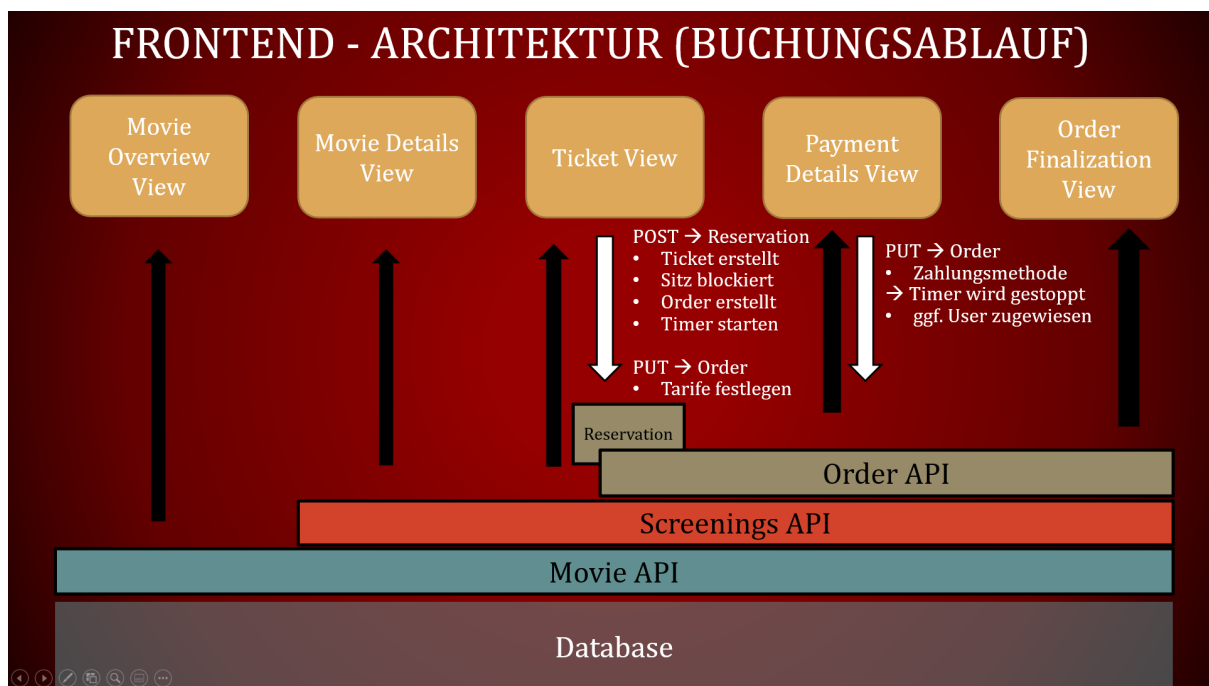 FRONTEND - ARCHITEKTUR (BUCHUNGSABLAUF)
Movie
Overview
View
Movie Details
View
Ticket View
Payment
Details View
Order
Finalization
View
POST → Reservation
• Ticket erstellt
• Sitz blockiert
• Order erstellt
• Timer starten
PUT → Order
• Tarife festlegen
PUT → Order
• Zahlungsmethode
→ Timer wird gestoppt
• ggf. User zugewiesen
Reservation
Order API
Screenings API
Movie API
Database